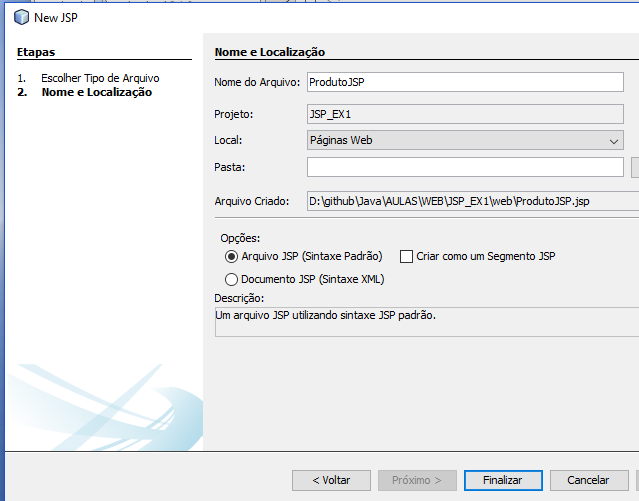 New JSP
Etapas
1. Escolher Tipo de Arquivo
2. Nome e Localização
Nome e Localização
Nome do Arquivo: ProdutoJSP
Projeto: JSP_EX1
Local: Páginas Web
Pasta:
Arquivo Criado: D:\github\Java\AULAS\WEB\JSP_EX1\web\ProdutoJSP.jsp
Opções:
Arquivo JSP (Sintaxe Padrão) Criar como um Segmento JSP
Documento JSP (Sintaxe XML)
Descrição:
Um arquivo JSP utilizando sintaxe JSP padrão.
< Voltar Próximo > Finalizar Cancelar